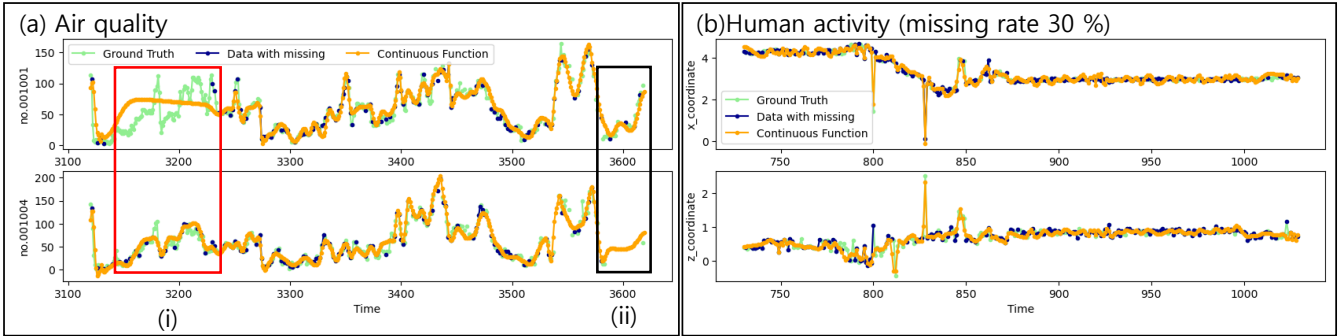 (a) Air quality
Ground Truth
Data with missing
Continuous Function
no.001001
150
100
50
0
3100
3200
3300
3400
3500
3600
no.001004
200
150
100
50
0
3100
3200
3300
3400
3500
3600
(i)
Time
(ii)
(b)Human activity (missing rate 30 %)
x_coordinate
4
2
0
Ground Truth
Data with missing
Continuous Function
750
800
850
900
950
1000
z_coordinate
2
1
0
750
800
850
900
950
1000
Time